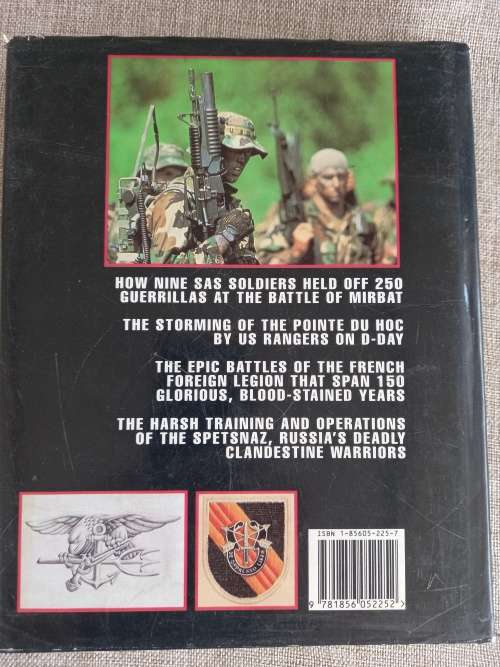 HOW NINE SAS SOLDIERS HELD OFF 250
GUERRILLAS AT THE BATTLE OF MIRBAT
THE STORMING OF THE POINTE DU HOC
BY US RANGERS ON D-DAY
THE EPIC BATTLES OF THE FRENCH
FOREIGN LEGION THAT SPAN 150
GLORIOUS, BLOOD-STAINED YEARS
THE HARSH TRAINING AND OPERATIONS
OF THE SPETSNAZ, RUSSIA'S DEADLY
CLANDESTINE WARRIORS
ISBN 1-85605-225-7
9 781856 052252>